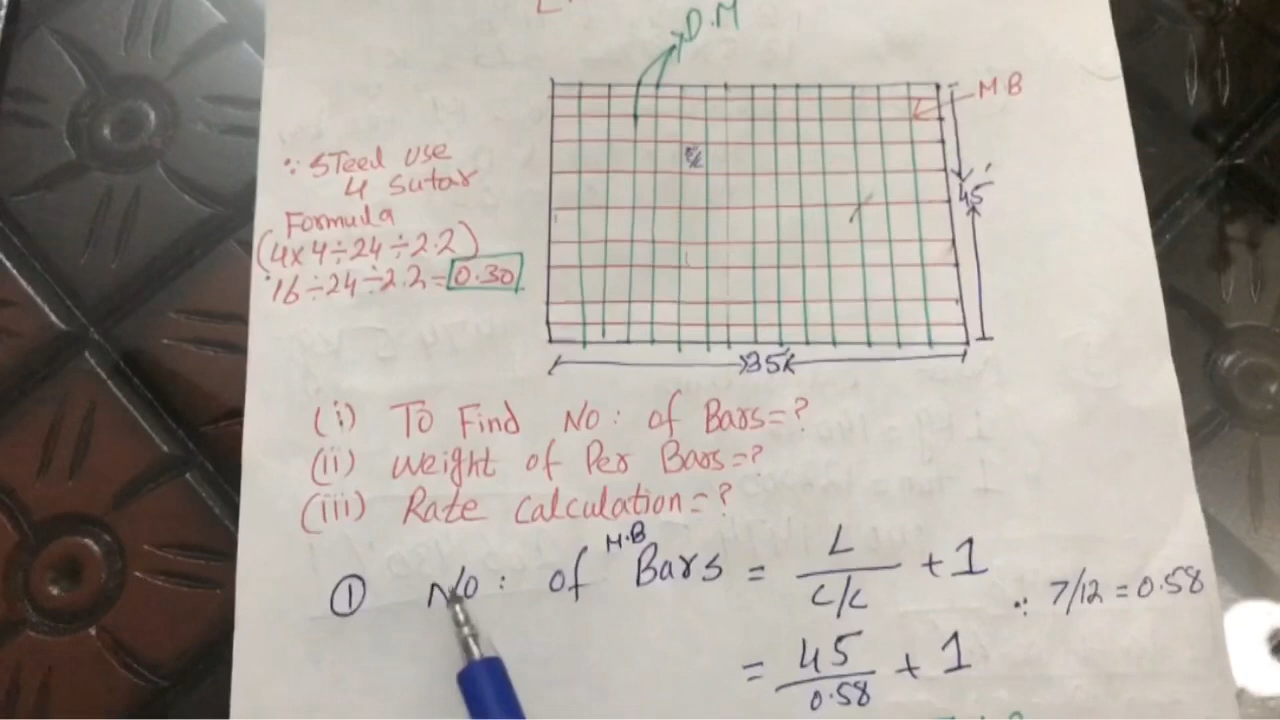 D.M
M.B
∵ STeed use
4 Sutar
Formula
(4x4÷24÷2.2)
16÷24÷2.2=0.30
45'
35
(i) To Find No: of Bars=?
(ii) weight of Per Bars=?
(iii) Rate calculation=?
① No: of M.B Bars = L/c/c +1
∴ 7/12=0.58
= 45/0.58 + 1